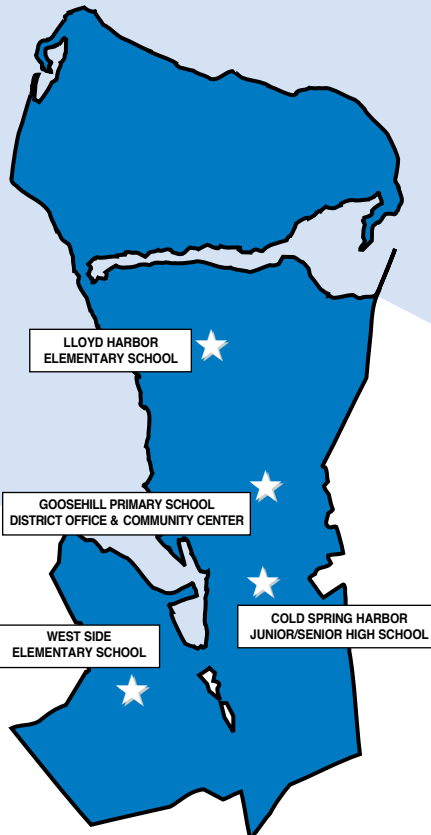 LLOYD HARBOR
ELEMENTARY SCHOOL
GOOSEHILL PRIMARY SCHOOL
DISTRICT OFFICE & COMMUNITY CENTER
COLD SPRING HARBOR
JUNIOR/SENIOR HIGH SCHOOL
WEST SIDE
ELEMENTARY SCHOOL